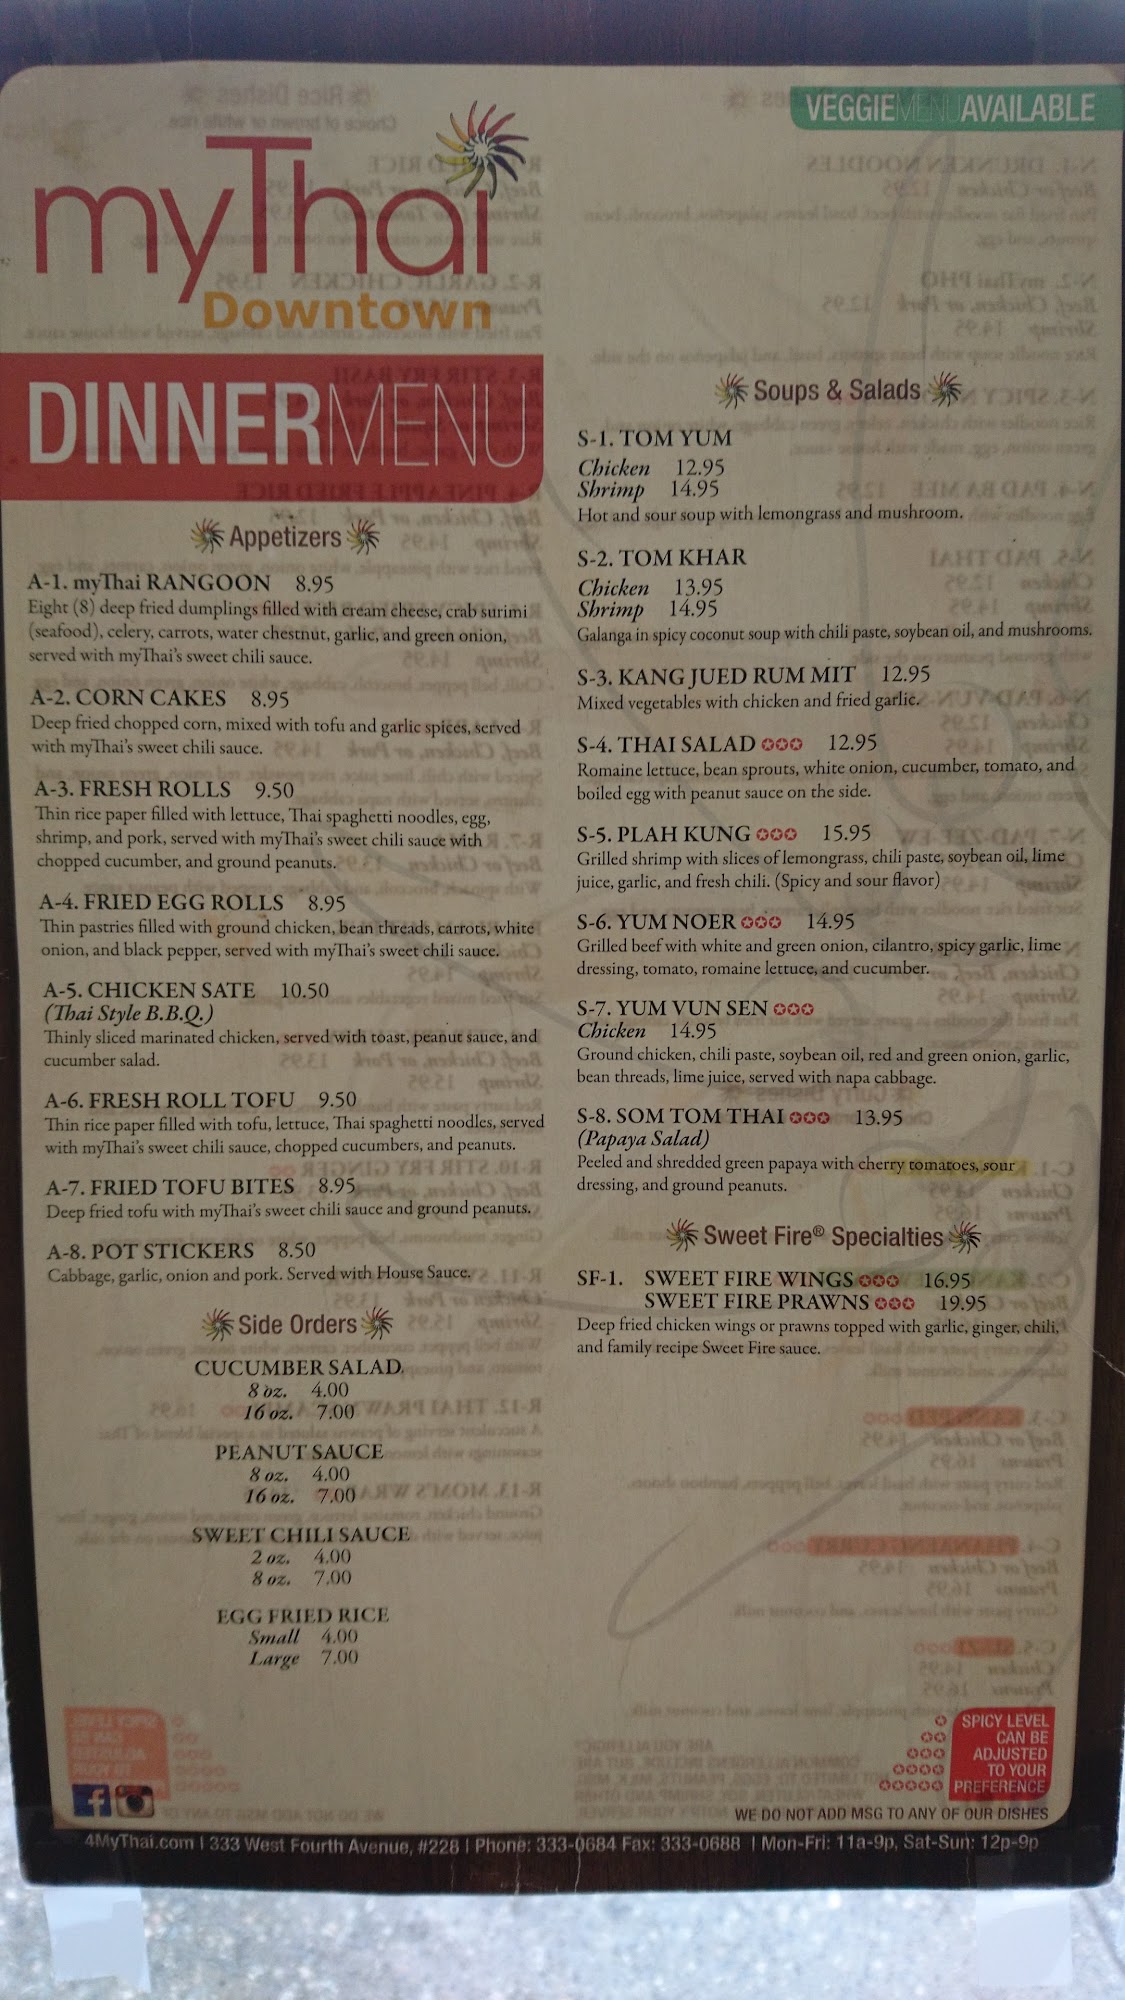 VEGGIEMENUAVAILABLE
myThai
Downtown
DINNERMENU
Appetizers
A-1. myThai RANGOON 8.95
Eight (8) deep fried dumplings filled with cream cheese, crab surimi
(seafood), celery, carrots, water chestnut, garlic, and green onion,
served with myThai's sweet chili sauce.
A-2. CORN CAKES 8.95
Deep fried chopped corn, mixed with tofu and garlic spices, served
with myThai's sweet chili sauce.
A-3. FRESH ROLLS 9.50
Thin rice paper filled with lettuce, Thai spaghetti noodles, egg,
shrimp, and pork, served with myThai's sweet chili sauce with
chopped cucumber, and ground peanuts.
A-4. FRIED EGG ROLLS 8.95
Thin pastries filled with ground chicken, bean threads, carrots, white
onion, and black pepper, served with myThai's sweet chili sauce.
A-5. CHICKEN SATE 10.50
(Thai Style B.B.Q.)
Thinly sliced marinated chicken, served with toast, peanut sauce, and
cucumber salad.
A-6. FRESH ROLL TOFU 9.50
Thin rice paper filled with tofu, lettuce, Thai spaghetti noodles, served
with myThai's sweet chili sauce, chopped cucumbers, and peanuts.
A-7. FRIED TOFU BITES 8.95
Deep fried tofu with myThai's sweet chili sauce and ground peanuts.
A-8. POT STICKERS 8.50
Cabbage, garlic, onion and pork. Served with House Sauce.
Side Orders
CUCUMBER SALAD
8 oz. 4.00
16 oz. 7.00
PEANUT SAUCE
8 oz. 4.00
16 oz. 7.00
SWEET CHILI SAUCE
2 oz. 4.00
8 oz. 7.00
EGG FRIED RICE
Small 4.00
Large 7.00
Soups & Salads
S-1. TOM YUM
Chicken 12.95
Shrimp 14.95
Hot and sour soup with lemongrass and mushroom.
S-2. TOM KHAR
Chicken 13.95
Shrimp 14.95
Galanga in spicy coconut soup with chili paste, soybean oil, and mushrooms.
S-3. KANG JUED RUM MIT 12.95
Mixed vegetables with chicken and fried garlic.
S-4. THAI SALAD 12.95
Romaine lettuce, bean sprouts, white onion, cucumber, tomato, and
boiled egg with peanut sauce on the side.
S-5. PLAH KUNG 15.95
Grilled shrimp with slices of lemongrass, chili paste, soybean oil, lime
juice, garlic, and fresh chili. (Spicy and sour flavor)
S-6. YUM NOER 14.95
Grilled beef with white and green onion, cilantro, spicy garlic, lime
dressing, tomato, romaine lettuce, and cucumber.
S-7. YUM VUN SEN
Chicken 14.95
Ground chicken, chili paste, soybean oil, red and green onion, garlic,
bean threads, lime juice, served with napa cabbage.
S-8. SOM TOM THAI 13.95
(Papaya Salad)
Peeled and shredded green papaya with cherry tomatoes, sour
dressing, and ground peanuts.
Sweet Fire® Specialties
SF-1. SWEET FIRE WINGS 16.95
SWEET FIRE PRAWNS 19.95
Deep fried chicken wings or prawns topped with garlic, ginger, chili,
and family recipe Sweet Fire sauce.
SPICY LEVEL
CAN BE
ADJUSTED
TO YOUR
PREFERENCE
WE DO NOT ADD MSG TO ANY OF OUR DISHES
4MyThai.com | 333 West Fourth Avenue, #228 | Phone: 333-0684 Fax: 333-0688 | Mon-Fri: 11a-9p, Sat-Sun: 12p-9p